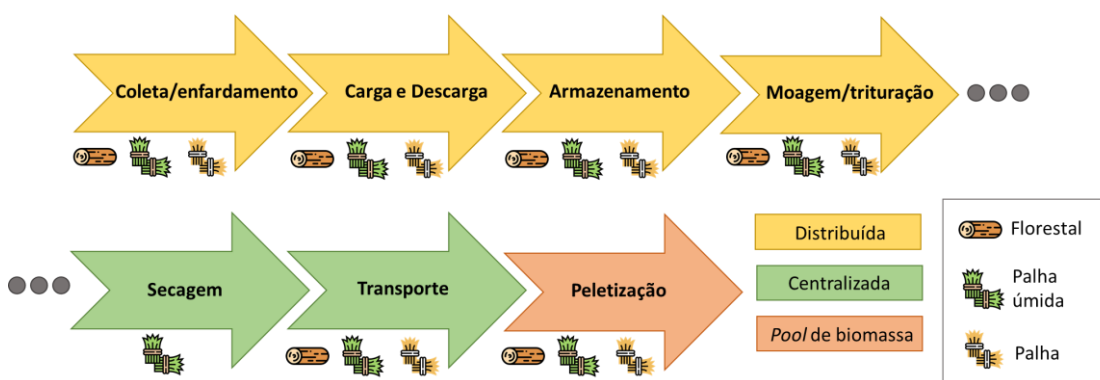 Coleta/enfardamento
Carga e Descarga
Armazenamento
Moagem/trituração
Secagem
Transporte
Peletização
Distribuída
Centralizada
Pool de biomassa
Florestal
Palha
úmida
Palha